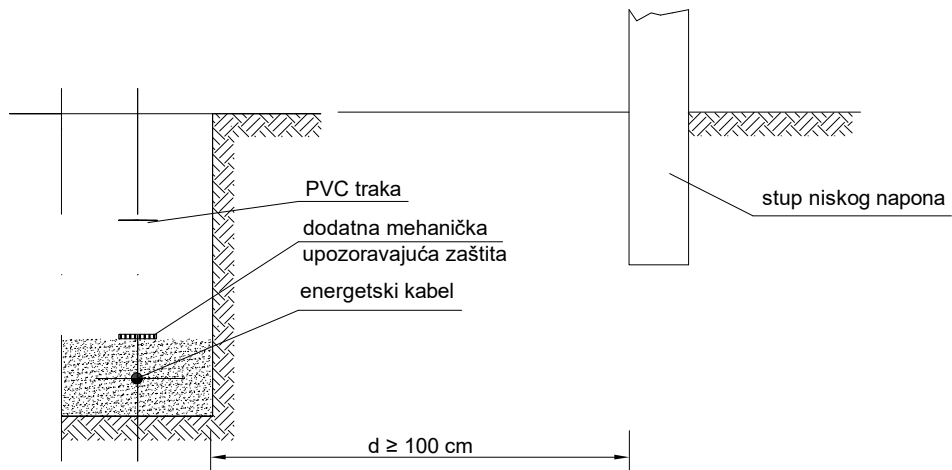 PVC traka
stup niskog napona
dodatna mehanička
upozoravajuća zaštita
energetski kabel
d ≥ 100 cm